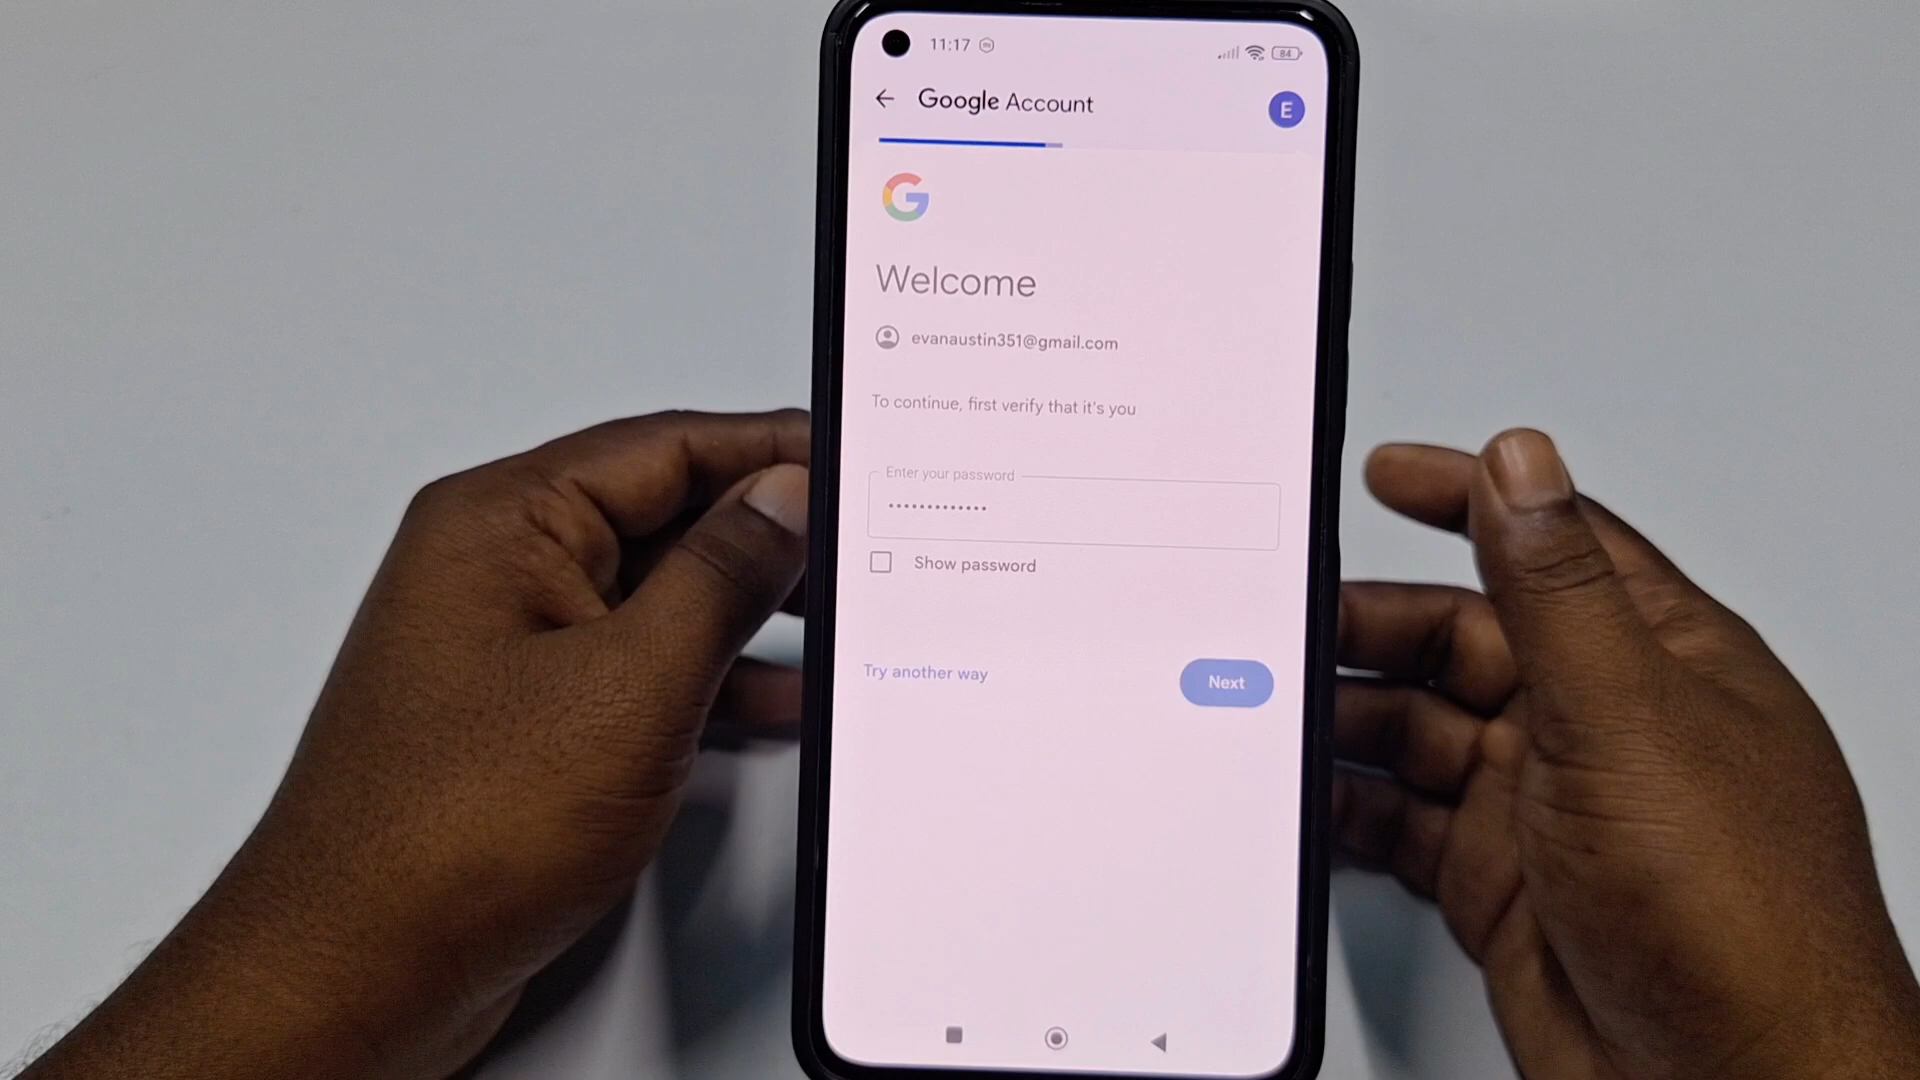 11:17
84
Google Account
E
G
Welcome
evanaustin351@gmail.com
To continue, first verify that it's you
Enter your password
•••••••••••••
Show password
Try another way
Next